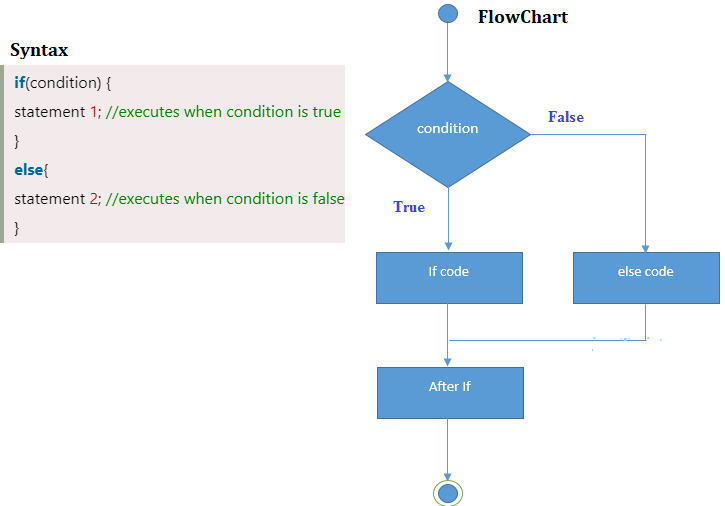 FlowChart
Syntax
if(condition) {
statement 1; //executes when condition is true
}
else{
statement 2; //executes when condition is false
}
condition
False
True
If code
else code
After If